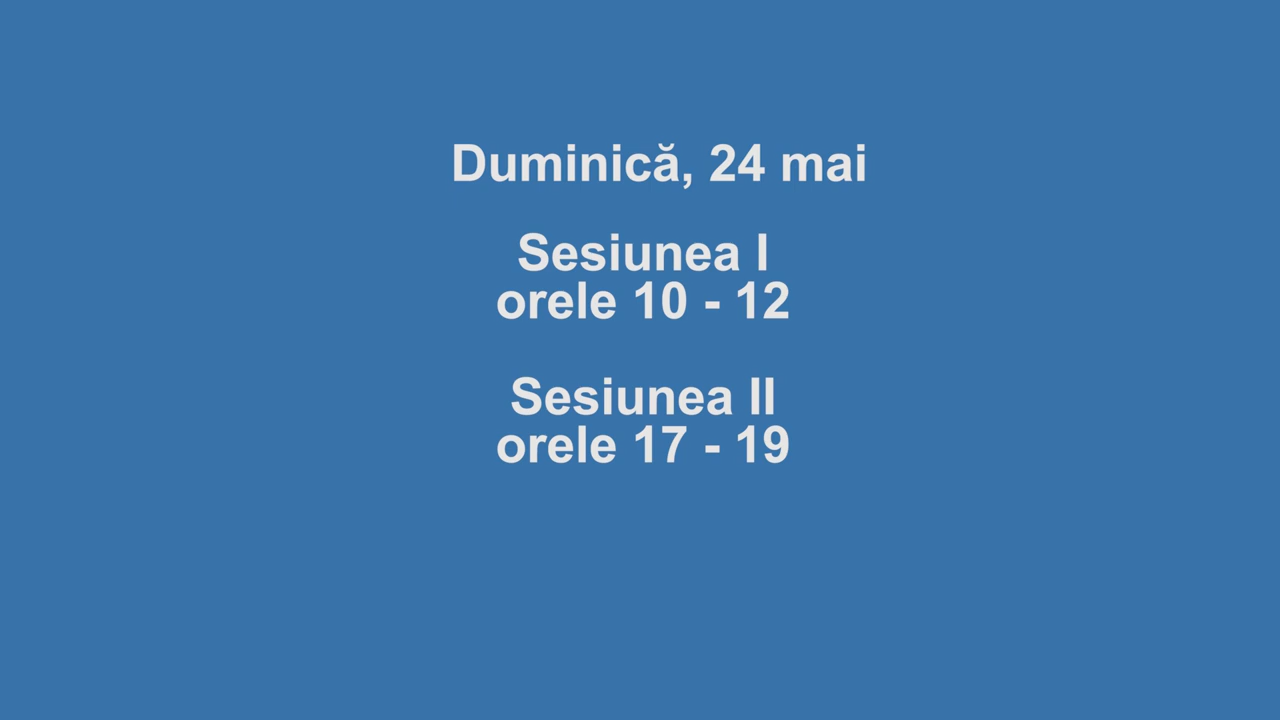 Duminică, 24 mai
Sesiunea I
orele 10 - 12
Sesiunea II
orele 17 - 19